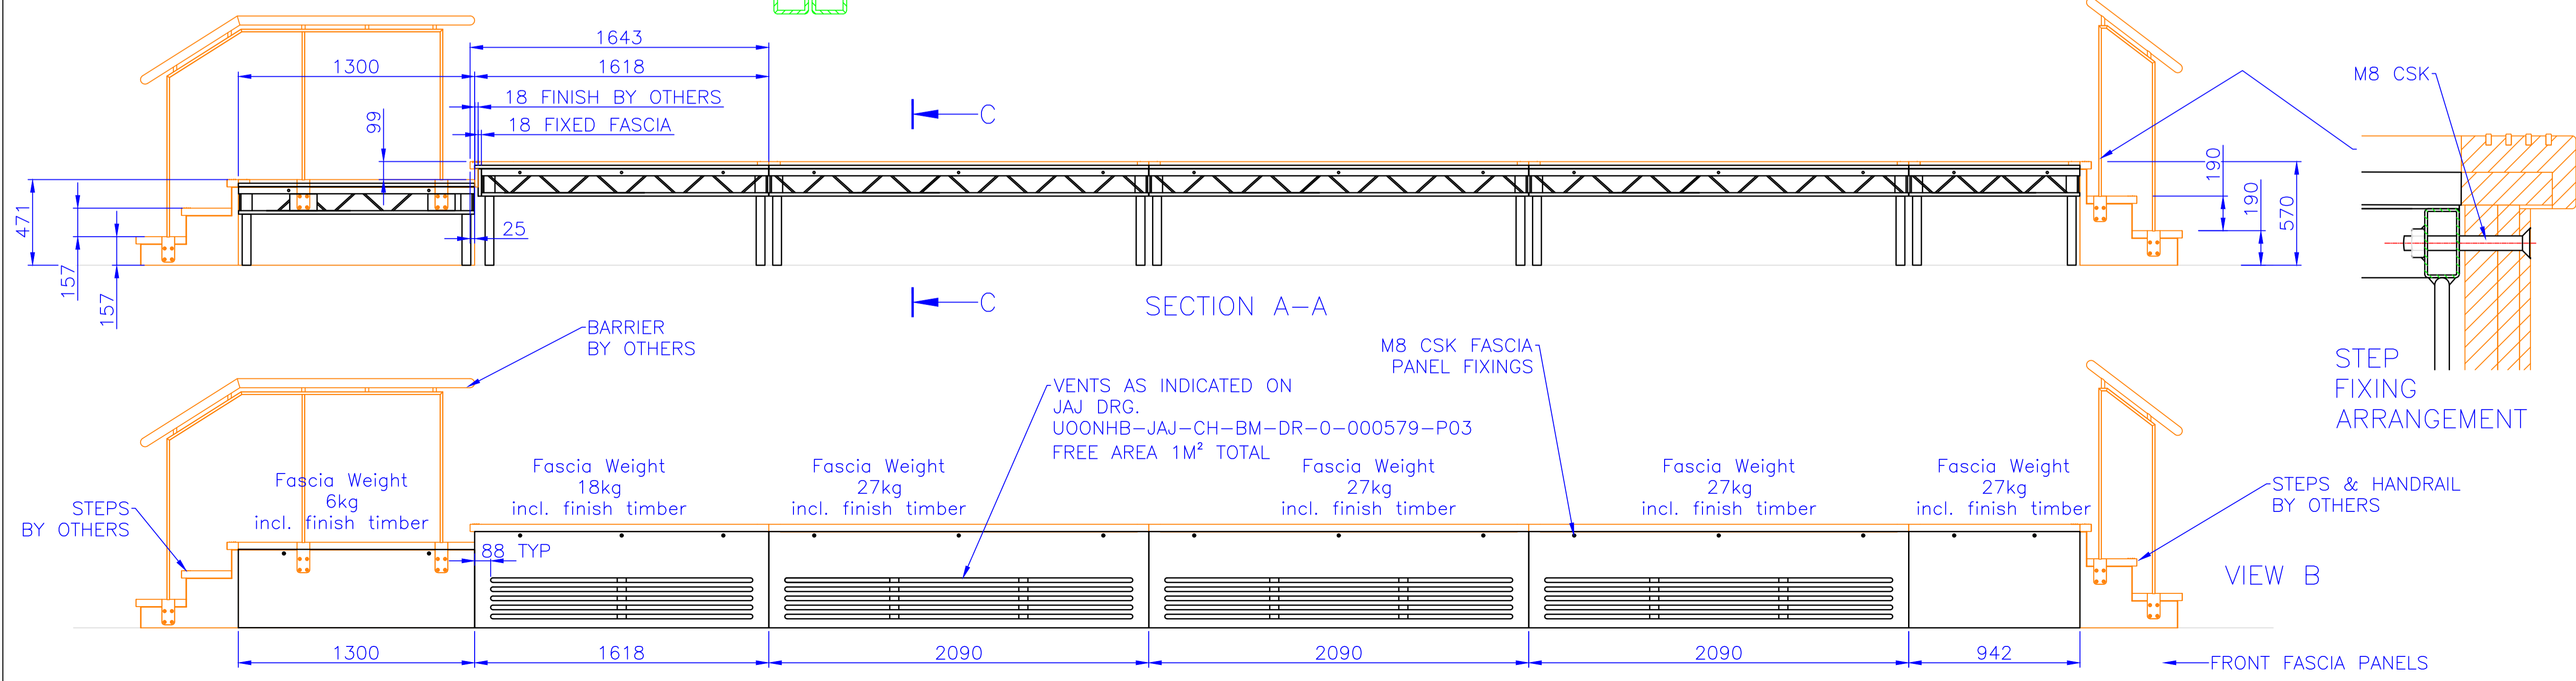 1643
1300
1618
18 FINISH BY OTHERS
18 FIXED FASCIA
99
C
M8 CSK
471
157
157
25
190
190
570
C
SECTION A-A
STEP
FIXING
ARRANGEMENT
BARRIER
BY OTHERS
M8 CSK FASCIA
PANEL FIXINGS
VENTS AS INDICATED ON
JAJ DRG.
UOONHB-JAJ-CH-BM-DR-0-000579-P03
FREE AREA 1M² TOTAL
STEPS
BY OTHERS
Fascia Weight
6kg
incl. finish timber
Fascia Weight
18kg
incl. finish timber
Fascia Weight
27kg
incl. finish timber
Fascia Weight
27kg
incl. finish timber
Fascia Weight
27kg
incl. finish timber
Fascia Weight
27kg
incl. finish timber
STEPS & HANDRAIL
BY OTHERS
88 TYP
VIEW B
1300
1618
2090
2090
2090
942
FRONT FASCIA PANELS